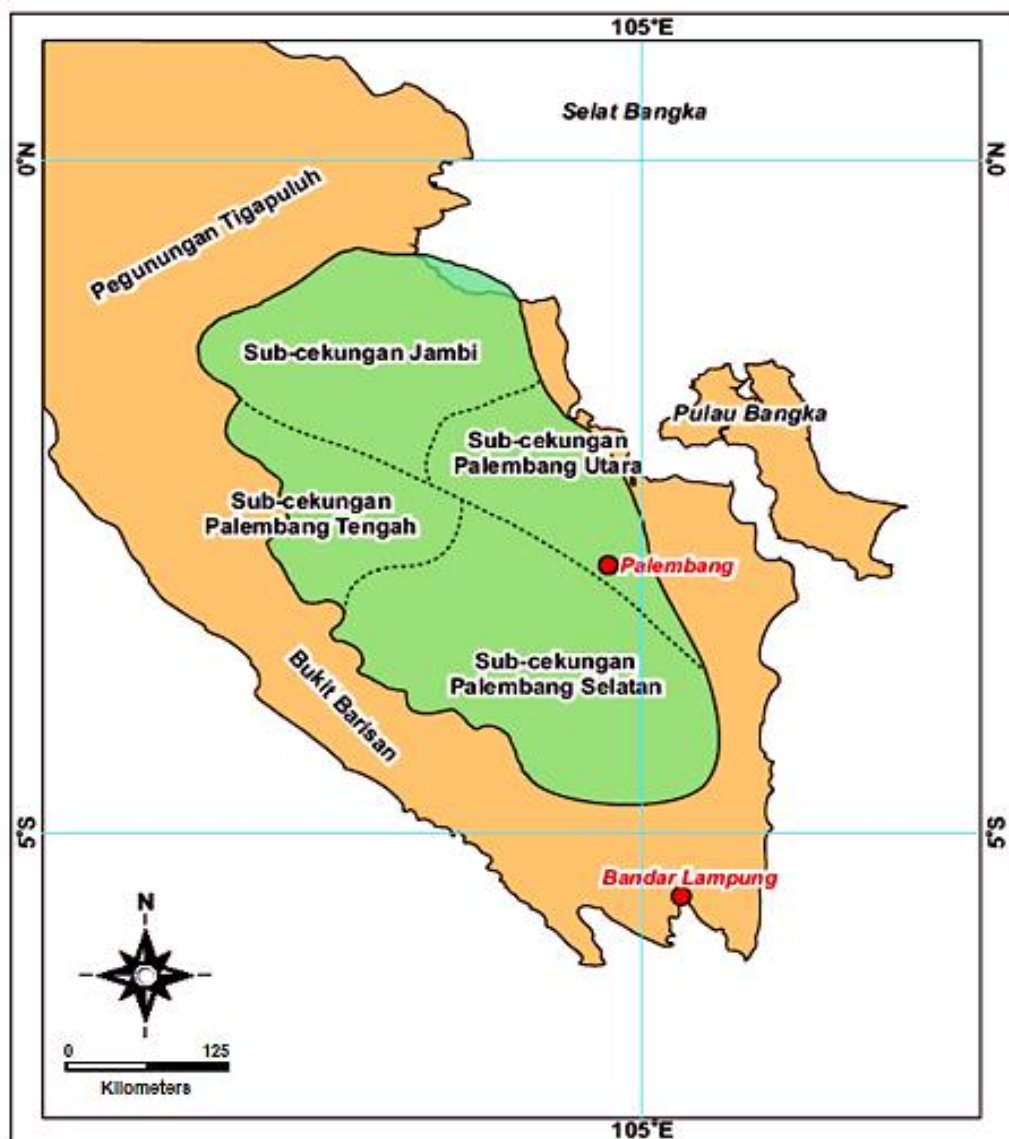 105°E
Selat Bangka
0°N
0°N
Pegunungan Tigapuluh
Sub-cekungan Jambi
Pulau Bangka
Sub-cekungan
Palembang Utara
Sub-cekungan
Palembang Tengah
Palembang
Sub-cekungan
Palembang Selatan
Bukit Barisan
5°S
5°S
Bandar Lampung
N
0 125
Kilometers
105°E